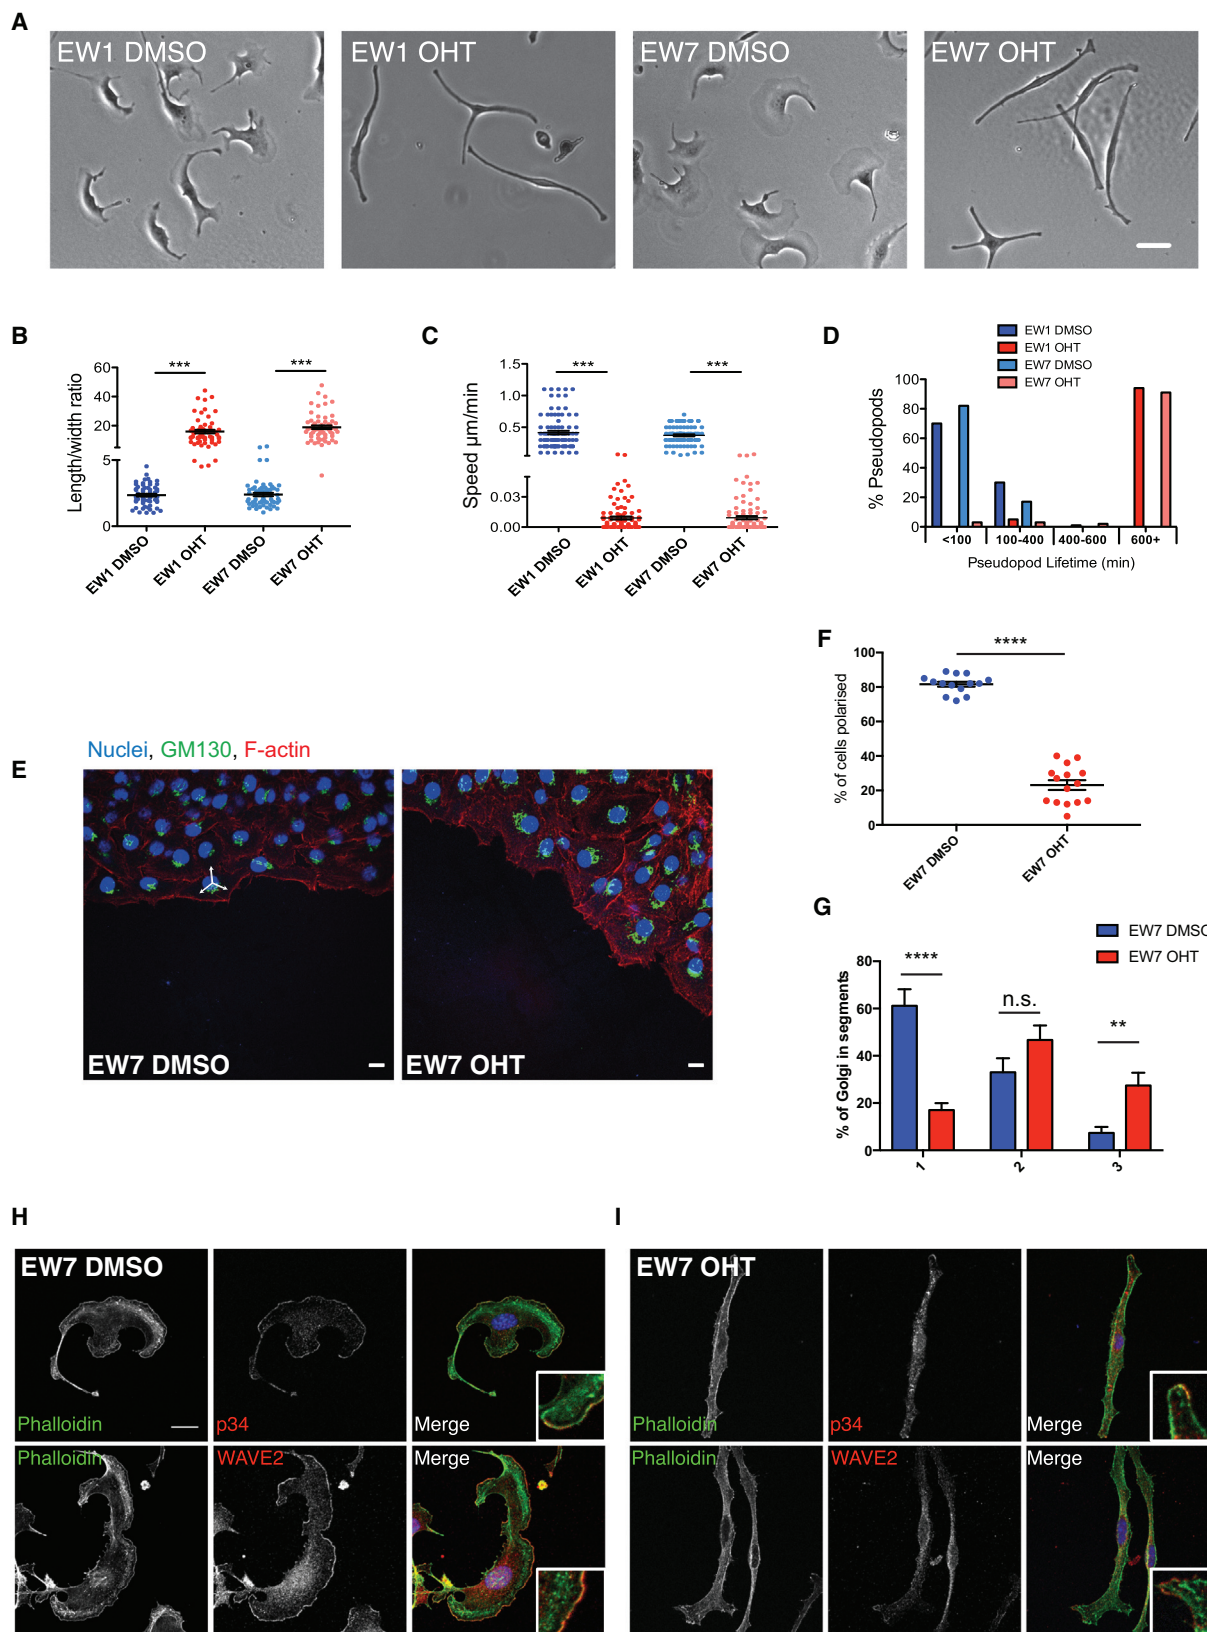 A
EW1 DMSO
EW1 OHT
EW7 DMSO
EW7 OHT
B
Length/width ratio
60
40
20
5
0
***
***
EW1 DMSO
EW1 OHT
EW7 DMSO
EW7 OHT
C
Speed µm/min
1.5
1.0
0.5
0.03
0.00
***
***
EW1 DMSO
EW1 OHT
EW7 DMSO
EW7 OHT
D
EW1 DMSO
EW1 OHT
EW7 DMSO
EW7 OHT
% Pseudopods
100
80
60
40
20
0
<100
100-400
400-600
600+
Pseudopod Lifetime (min)
E
Nuclei, GM130, F-actin
EW7 DMSO
EW7 OHT
F
% of cells polarised
100
80
60
40
20
0
****
EW7 DMSO
EW7 OHT
G
EW7 DMSO
EW7 OHT
% of Golgi in segments
80
60
40
20
0
****
n.s.
**
1
2
3
H
EW7 DMSO
Phalloidin
p34
Merge
Phalloidin
WAVE2
Merge
I
EW7 OHT
Phalloidin
p34
Merge
Phalloidin
WAVE2
Merge